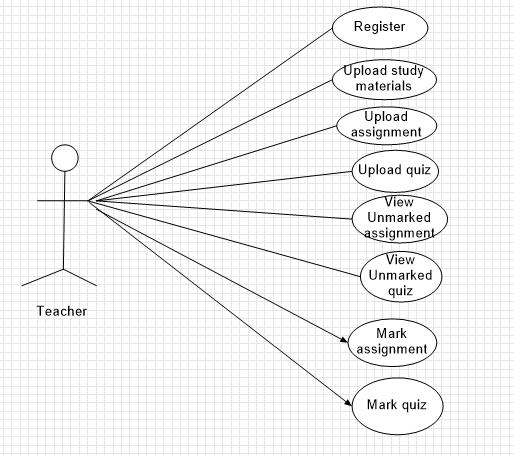 Register
Upload study
materials
Upload
assignment
Upload quiz
View
Unmarked
assignment
View
Unmarked
quiz
Teacher
Mark
assignment
Mark quiz